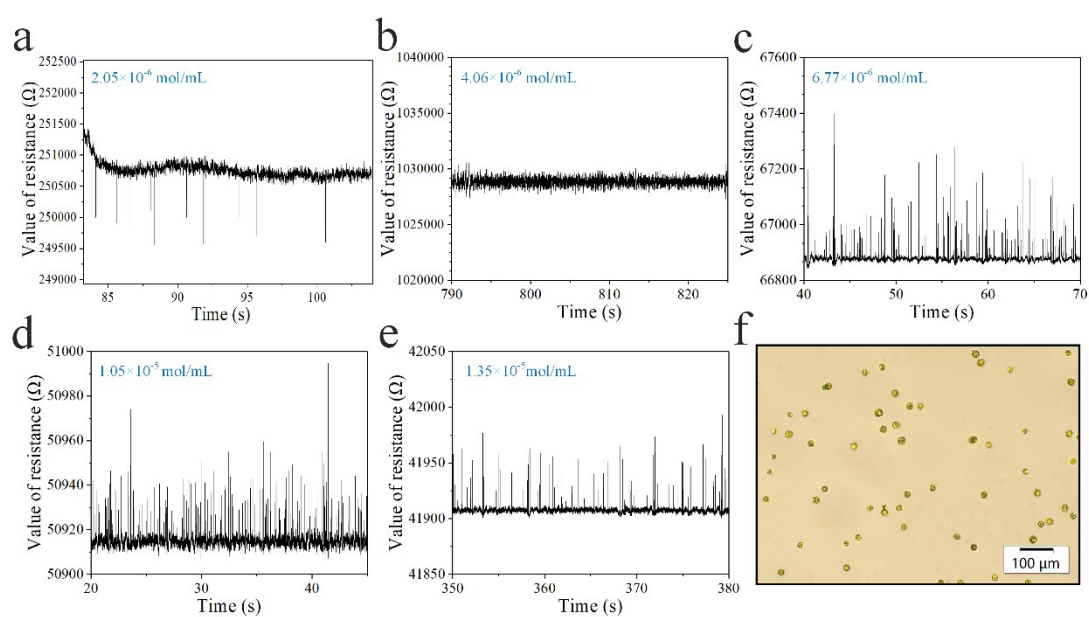 a
2.05×10⁻⁶ mol/mL
Value of resistance (Ω)
252500
252000
251500
251000
250500
250000
249500
249000
85
90
95
100
Time (s)
b
4.06×10⁻⁶ mol/mL
Value of resistance (Ω)
1040000
1035000
1030000
1025000
1020000
790
800
810
820
Time (s)
c
6.77×10⁻⁶ mol/mL
Value of resistance (Ω)
67600
67400
67200
67000
66800
40
50
60
70
Time (s)
d
1.05×10⁻⁵ mol/mL
Value of resistance (Ω)
51000
50980
50960
50940
50920
50900
20
30
40
Time (s)
e
1.35×10⁻⁵ mol/mL
Value of resistance (Ω)
42050
42000
41950
41900
41850
350
360
370
380
Time (s)
f
100 μm